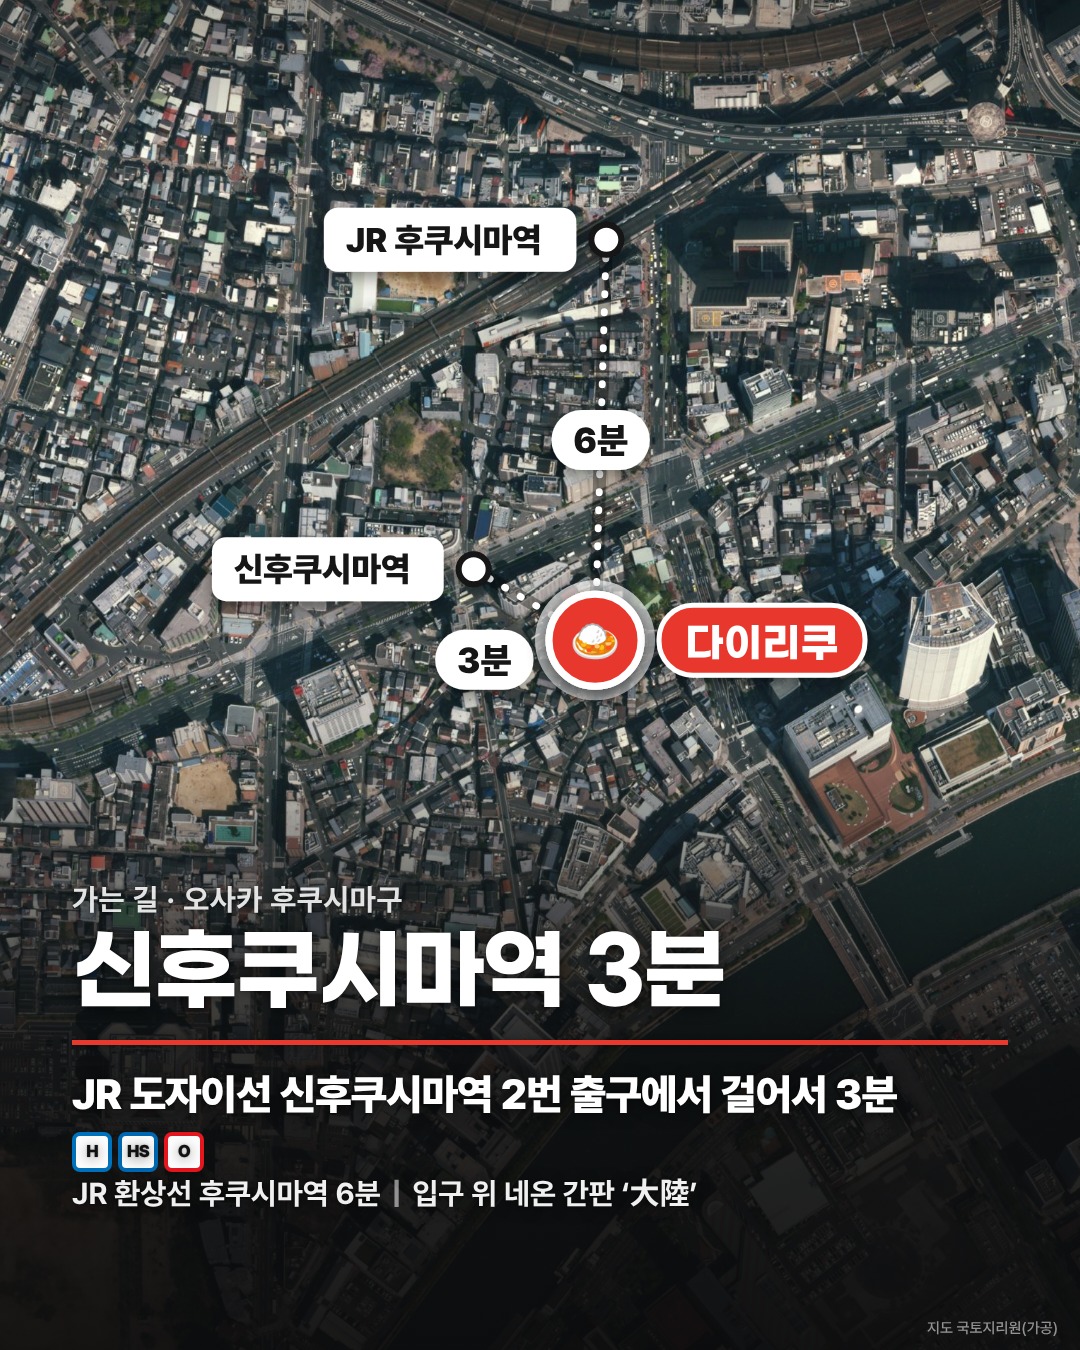 JR 후쿠시마역
6분
신후쿠시마역
3분
다이리쿠
가는 길 · 오사카 후쿠시마구
신후쿠시마역 3분
JR 도자이선 신후쿠시마역 2번 출구에서 걸어서 3분
H HS O
JR 환상선 후쿠시마역 6분 | 입구 위 네온 간판 ‘大陸’
지도 국토지리원(가공)